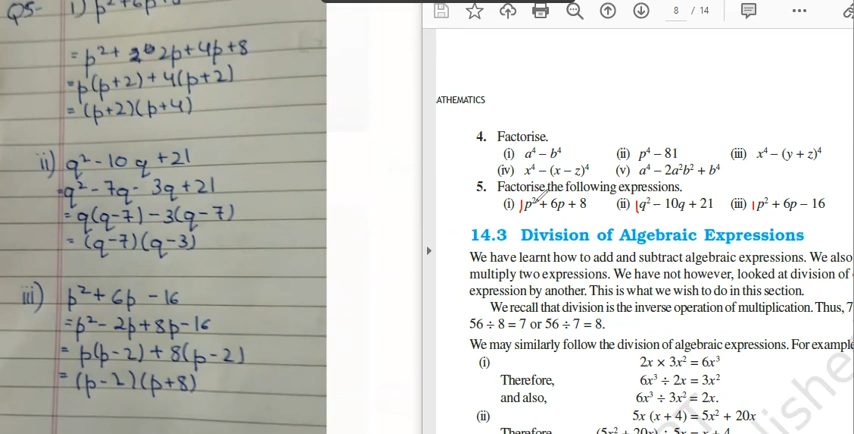 Q5- i) p²+6p+8
= p²+ 2p+4p+8
= p(p+2)+4(p+2)
= (p+2)(p+4)
ii) q²-10q+21
=q²-7q-3q+21
=q(q-7)-3(q-7)
= (q-7)(q-3)
iii) p²+6p-16
=p²-2p+8p-16
= p(p-2)+8(p-2)
=(p-2)(p+8)
8 / 14
ATHEMATICS
4. Factorise.
(i) a⁴ – b⁴ (ii) p⁴ – 81 (iii) x⁴ – (y + z)⁴
(iv) x⁴ – (x – z)⁴ (v) a⁴ – 2a²b² + b⁴
5. Factorise the following expressions.
(i) p² + 6p + 8 (ii) q² – 10q + 21 (iii) p² + 6p – 16
14.3 Division of Algebraic Expressions
We have learnt how to add and subtract algebraic expressions. We also
multiply two expressions. We have not however, looked at division of
expression by another. This is what we wish to do in this section.
We recall that division is the inverse operation of multiplication. Thus, 7
56 ÷ 8 = 7 or 56 ÷ 7 = 8.
We may similarly follow the division of algebraic expressions. For example
(i) 2x × 3x² = 6x³
Therefore, 6x³ ÷ 2x = 3x²
and also, 6x³ ÷ 3x² = 2x.
(ii) 5x (x + 4) = 5x² + 20x
Therefore (5x² + 20x) ÷ 5x = x + 4